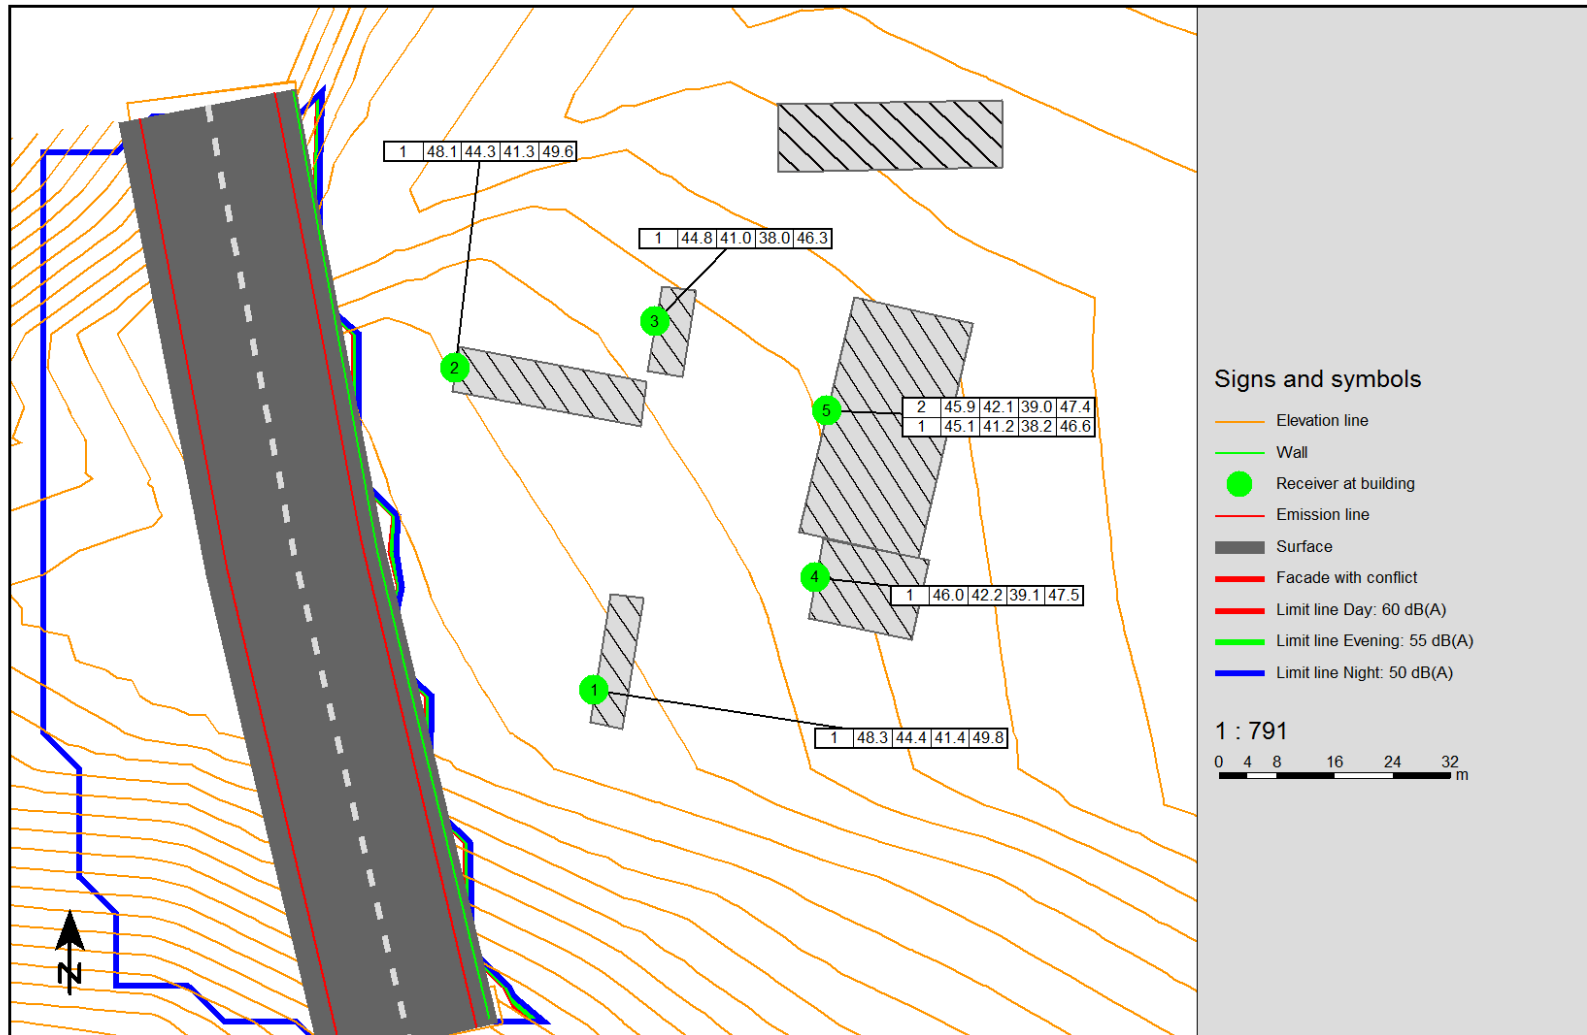 1 48.1 44.3 41.3 49.6
1 44.8 41.0 38.0 46.3
3
2
5
2 45.9 42.1 39.0 47.4
1 45.1 41.2 38.2 46.6
4
1 46.0 42.2 39.1 47.5
1
1 48.3 44.4 41.4 49.8
N
Signs and symbols
Elevation line
Wall
Receiver at building
Emission line
Surface
Facade with conflict
Limit line Day: 60 dB(A)
Limit line Evening: 55 dB(A)
Limit line Night: 50 dB(A)
1 : 791
0 4 8 16 24 32
m